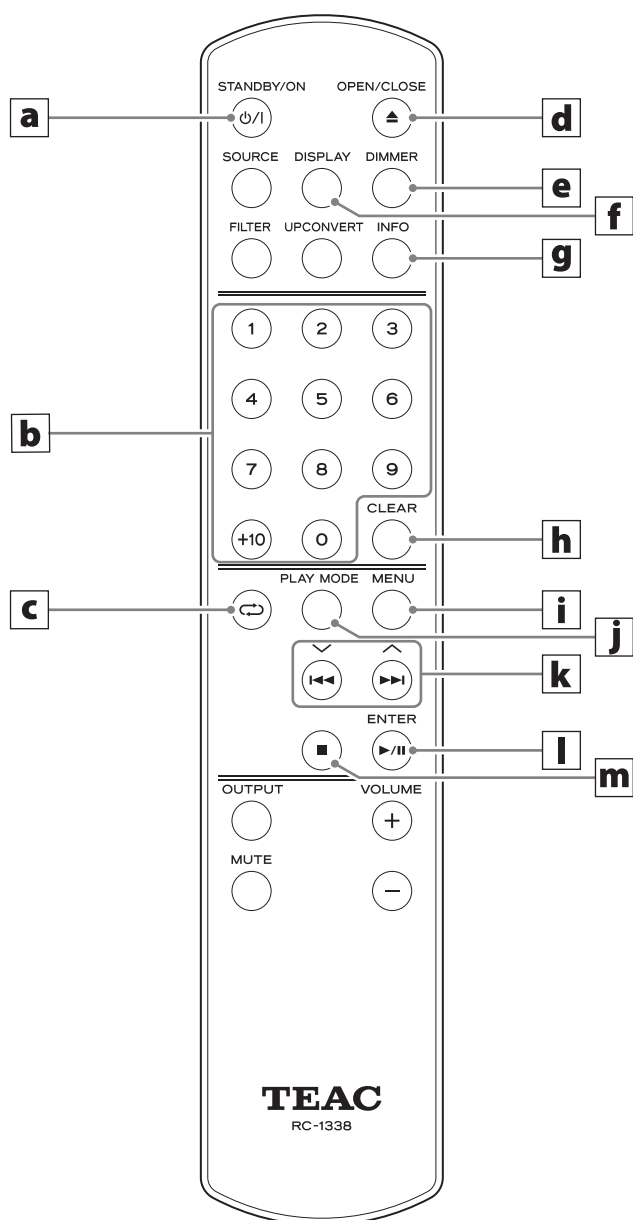 STANDBY/ON OPEN/CLOSE
a d
SOURCE DISPLAY DIMMER
e
f
FILTER UPCONVERT INFO
g
1 2 3
4 5 6
b
7 8 9
CLEAR
+10 0
h
PLAY MODE MENU
c i
j
k
ENTER
l
m
OUTPUT VOLUME
+
MUTE
−
TEAC
RC-1338